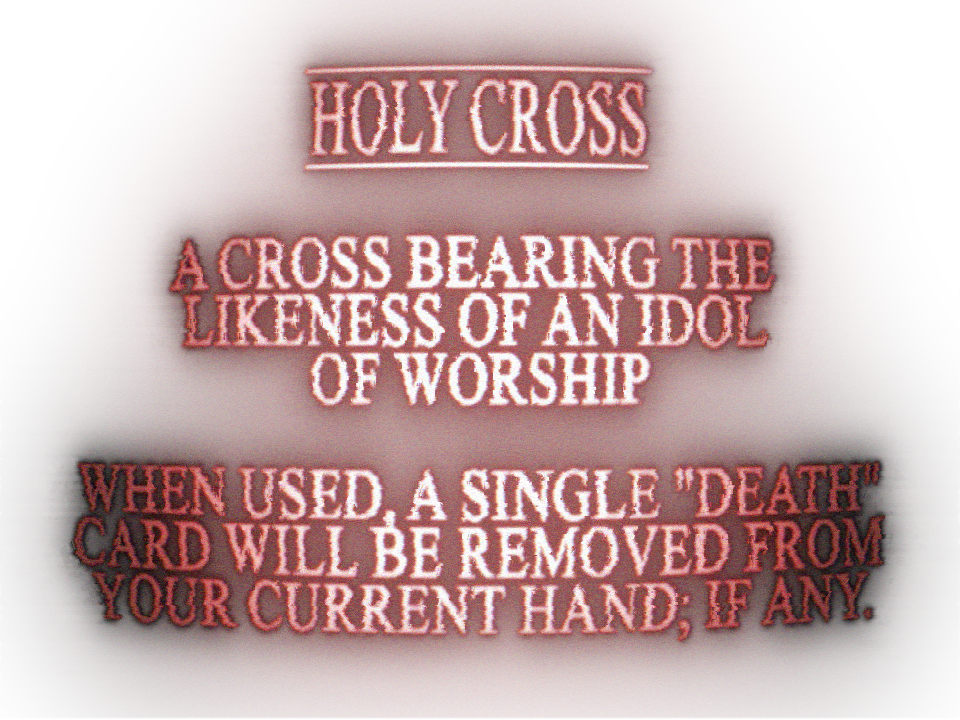 HOLY CROSS
A CROSS BEARING THE
LIKENESS OF AN IDOL
OF WORSHIP
WHEN USED, A SINGLE "DEATH"
CARD WILL BE REMOVED FROM
YOUR CURRENT HAND; IF ANY.